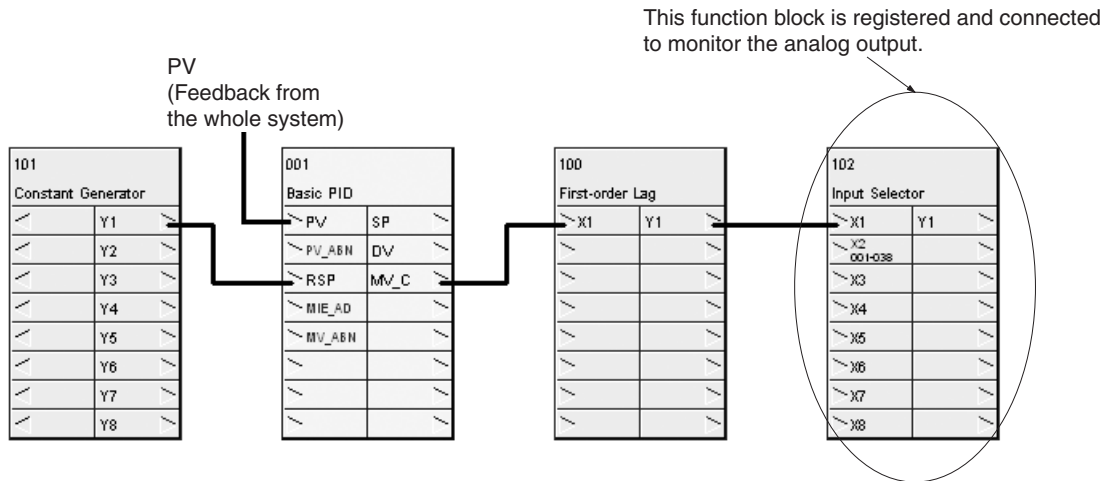 This function block is registered and connected
to monitor the analog output.
PV
(Feedback from
the whole system)
101
Constant Generator
Y1
Y2
Y3
Y4
Y5
Y6
Y7
Y8
001
Basic PID
PV SP
PV_ABN DV
RSP MV_C
MIE_AD
MV_ABN
100
First-order Lag
X1 Y1
102
Input Selector
X1 Y1
X2
001-038
X3
X4
X5
X6
X7
X8